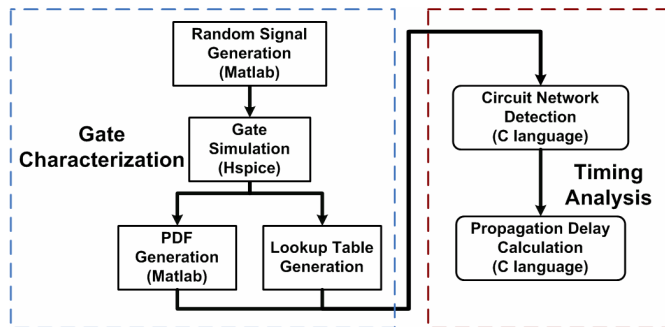 Random Signal
Generation
(Matlab)
Gate
Simulation
(Hspice)
Gate
Characterization
PDF
Generation
(Matlab)
Lookup Table
Generation
Circuit Network
Detection
(C language)
Timing
Analysis
Propagation Delay
Calculation
(C language)